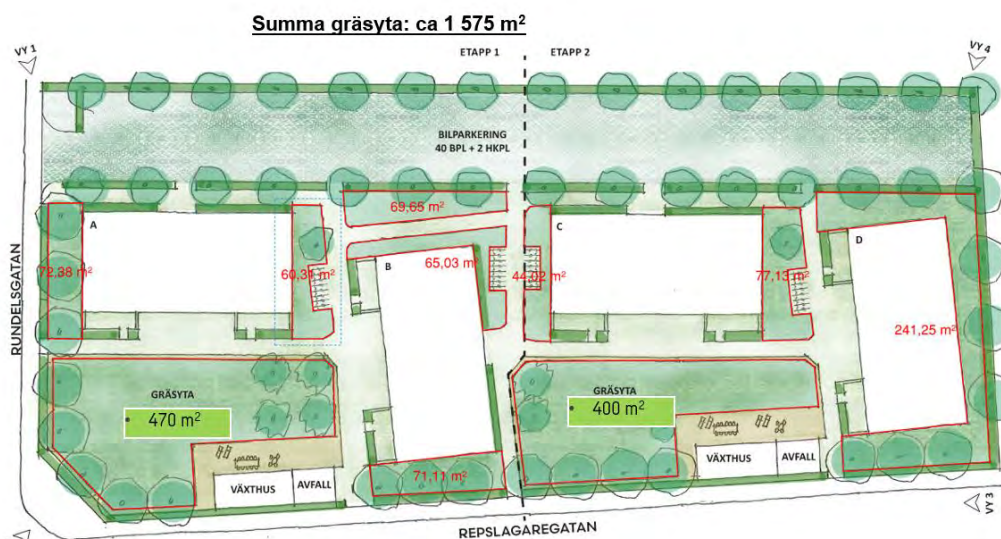 Summa gräsyta: ca 1 575 m²
VY 1
ETAPP 1
ETAPP 2
VY 4
BILPARKERING
40 BPL + 2 HKPL
69,65 m²
A
C
D
B
72,38 m²
60,31 m²
65,03 m²
44,02 m²
77,13 m²
241,25 m²
RUNDELSGATAN
GRÄSYTA
470 m²
GRÄSYTA
400 m²
71,11 m²
VÄXTHUS
AVFALL
VÄXTHUS
AVFALL
REPSLAGAREGATAN
VY 3